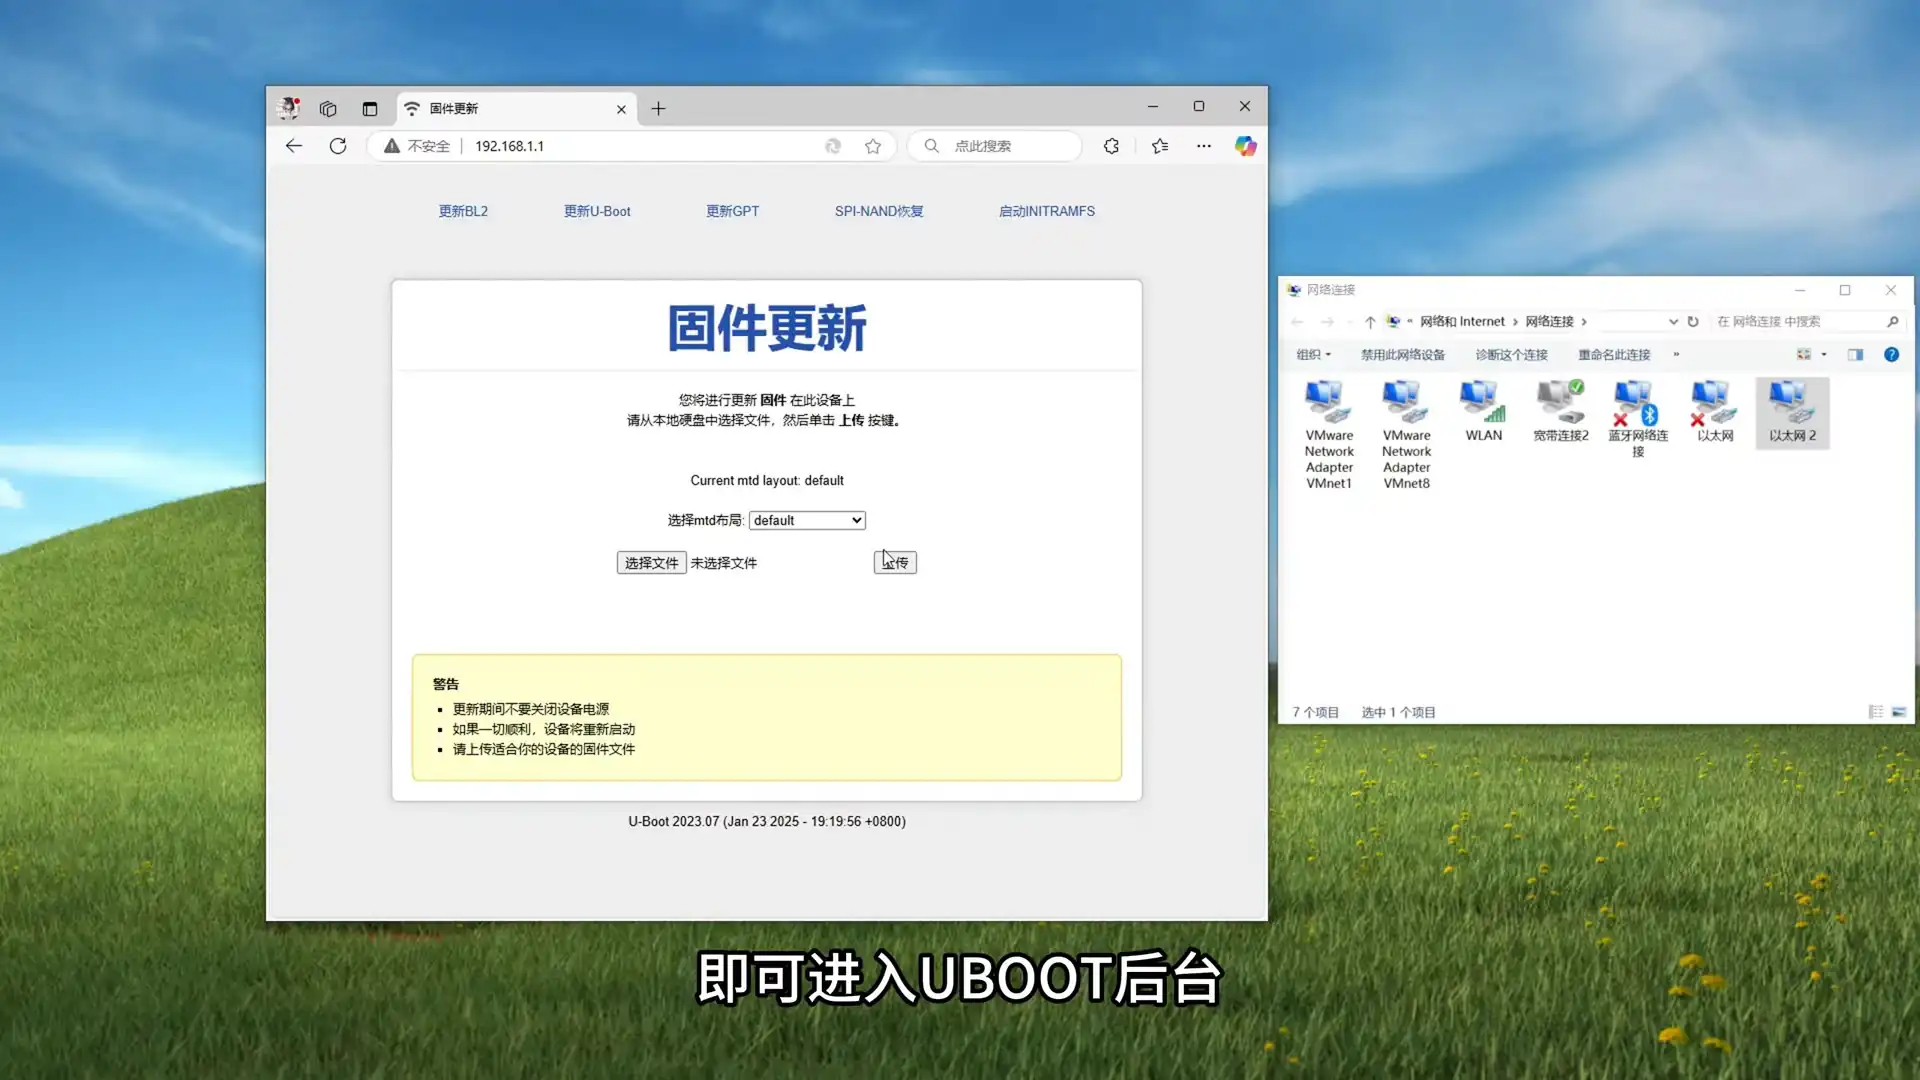 固件更新
不安全
192.168.1.1
点此搜索
更新BL2
更新U-Boot
更新GPT
SPI-NAND恢复
启动INITRAMFS
固件更新
您将进行更新 固件 在此设备上
请从本地硬盘中选择文件，然后单击 上传 按键。
Current mtd layout: default
选择mtd布局: default
选择文件 未选择文件
传
警告
更新期间不要关闭设备电源
如果一切顺利，设备将重新启动
请上传适合你的设备的固件文件
U-Boot 2023.07 (Jan 23 2025 - 19:19:56 +0800)
网络连接
« 网络和 Internet › 网络连接 ›
在 网络连接 中搜索
组织
禁用此网络设备
诊断这个连接
重命名此连接
»
VMware
Network
Adapter
VMnet1
VMware
Network
Adapter
VMnet8
WLAN
宽带连接2
蓝牙网络连
接
以太网
以太网 2
7 个项目
选中 1 个项目
即可进入UBOOT后台